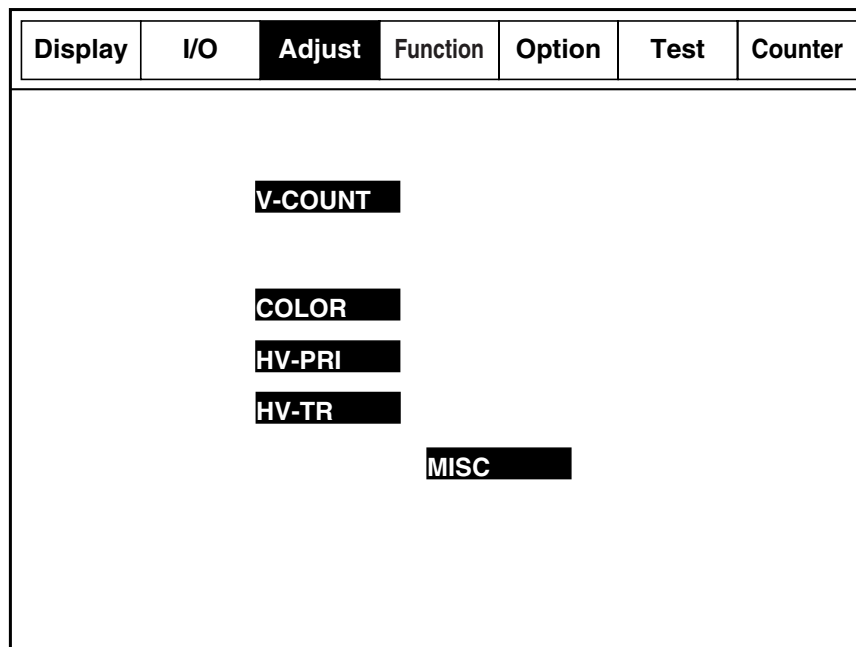 Display I/O Adjust Function Option Test Counter
V-COUNT
COLOR
HV-PRI
HV-TR
MISC